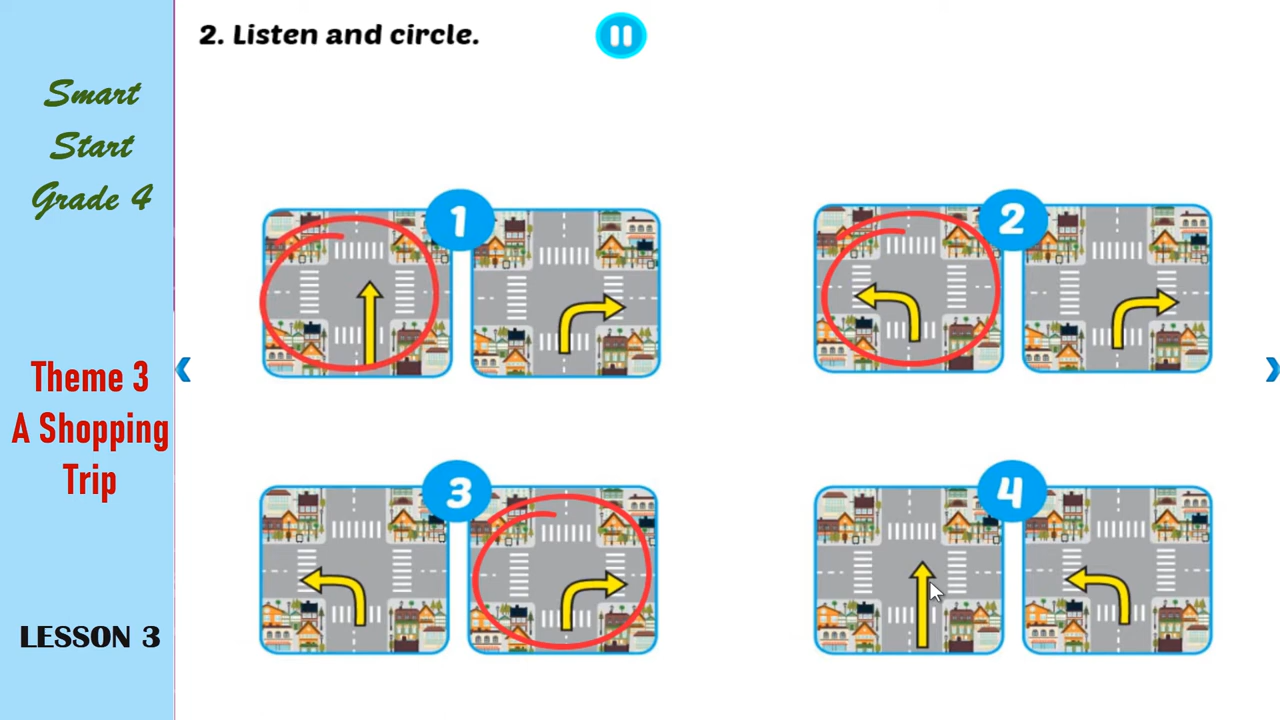 Smart
Start
Grade 4
Theme 3
A Shopping
Trip
LESSON 3
2. Listen and circle.
1
2
3
4